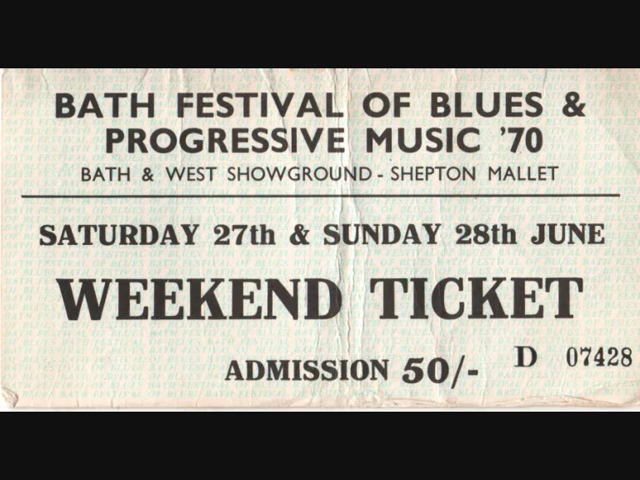 BATH FESTIVAL OF BLUES &
PROGRESSIVE MUSIC '70
BATH & WEST SHOWGROUND - SHEPTON MALLET
SATURDAY 27th & SUNDAY 28th JUNE
WEEKEND TICKET
ADMISSION 50/- D 07428